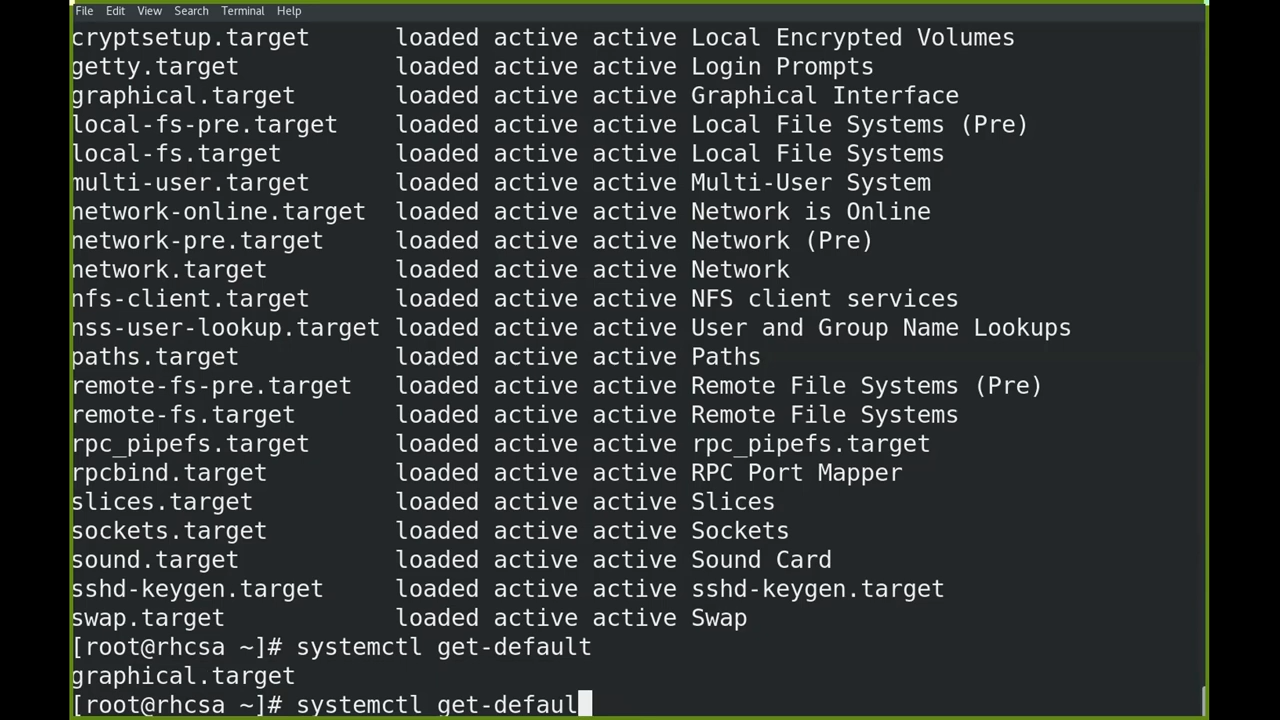 File Edit View Search Terminal Help
cryptsetup.target loaded active active Local Encrypted Volumes
getty.target loaded active active Login Prompts
graphical.target loaded active active Graphical Interface
local-fs-pre.target loaded active active Local File Systems (Pre)
local-fs.target loaded active active Local File Systems
multi-user.target loaded active active Multi-User System
network-online.target loaded active active Network is Online
network-pre.target loaded active active Network (Pre)
network.target loaded active active Network
nfs-client.target loaded active active NFS client services
nss-user-lookup.target loaded active active User and Group Name Lookups
paths.target loaded active active Paths
remote-fs-pre.target loaded active active Remote File Systems (Pre)
remote-fs.target loaded active active Remote File Systems
rpc_pipefs.target loaded active active rpc_pipefs.target
rpcbind.target loaded active active RPC Port Mapper
slices.target loaded active active Slices
sockets.target loaded active active Sockets
sound.target loaded active active Sound Card
sshd-keygen.target loaded active active sshd-keygen.target
swap.target loaded active active Swap
[root@rhcsa ~]# systemctl get-default
graphical.target
[root@rhcsa ~]# systemctl get-defaul